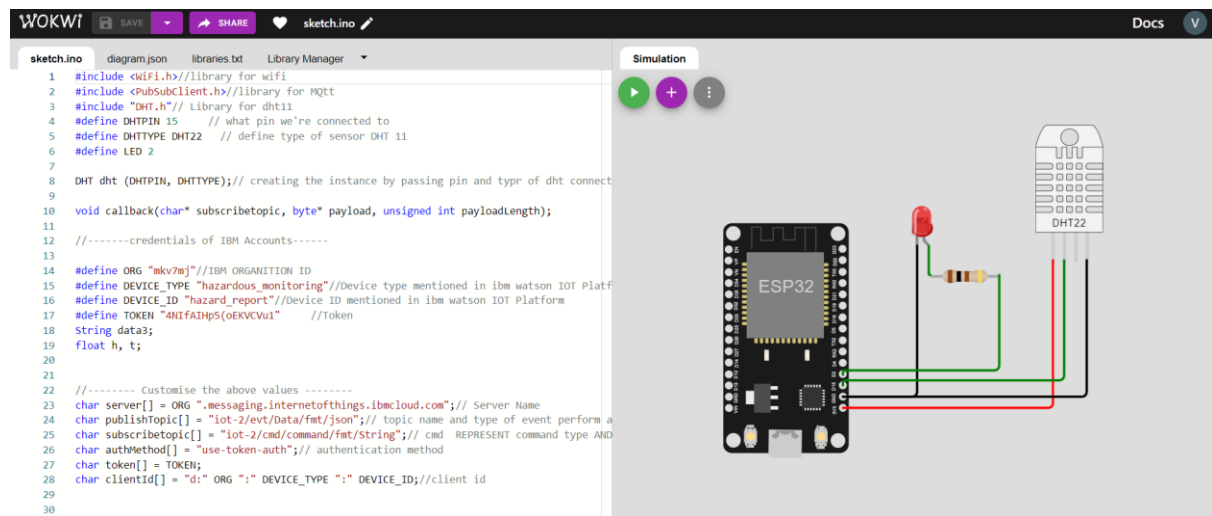 WOKWI SAVE SHARE sketch.ino Docs V
sketch.ino diagram.json libraries.txt Library Manager
1 #include <WiFi.h>//library for wifi
2 #include <PubSubClient.h>//library for MQtt
3 #include "DHT.h"// Library for dht11
4 #define DHTPIN 15 // what pin we're connected to
5 #define DHTTYPE DHT22 // define type of sensor DHT 11
6 #define LED 2
7
8 DHT dht (DHTPIN, DHTTYPE);// creating the instance by passing pin and typr of dht connect
9
10 void callback(char* subscribetopic, byte* payload, unsigned int payloadLength);
11
12 //-------credentials of IBM Accounts------
13
14 #define ORG "mkv7mj"//IBM ORGANITION ID
15 #define DEVICE_TYPE "hazardous_monitoring"//Device type mentioned in ibm watson IOT Platf
16 #define DEVICE_ID "hazard_report"//Device ID mentioned in ibm watson IOT Platform
17 #define TOKEN "4NIfAIHp5(oEKVCVu1" //Token
18 String data3;
19 float h, t;
20
21
22 //-------- Customise the above values --------
23 char server[] = ORG ".messaging.internetofthings.ibmcloud.com";// Server Name
24 char publishTopic[] = "iot-2/evt/Data/fmt/json";// topic name and type of event perform a
25 char subscribetopic[] = "iot-2/cmd/command/fmt/String";// cmd REPRESENT command type AND
26 char authMethod[] = "use-token-auth";// authentication method
27 char token[] = TOKEN;
28 char clientId[] = "d:" ORG ":" DEVICE_TYPE ":" DEVICE_ID;//client id
29
30
Simulation
DHT22
ESP32